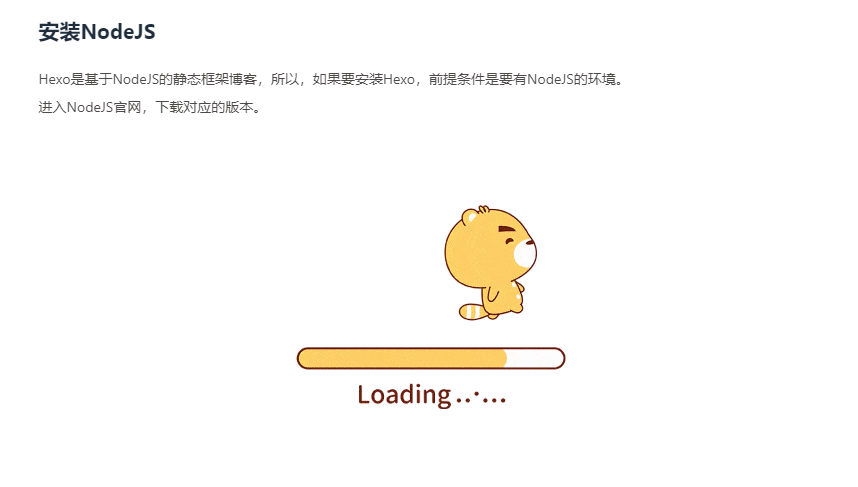 安装NodeJS
Hexo是基于NodeJS的静态框架博客，所以，如果要安装Hexo，前提条件是要有NodeJS的环境。
进入NodeJS官网，下载对应的版本。
Loading..·...